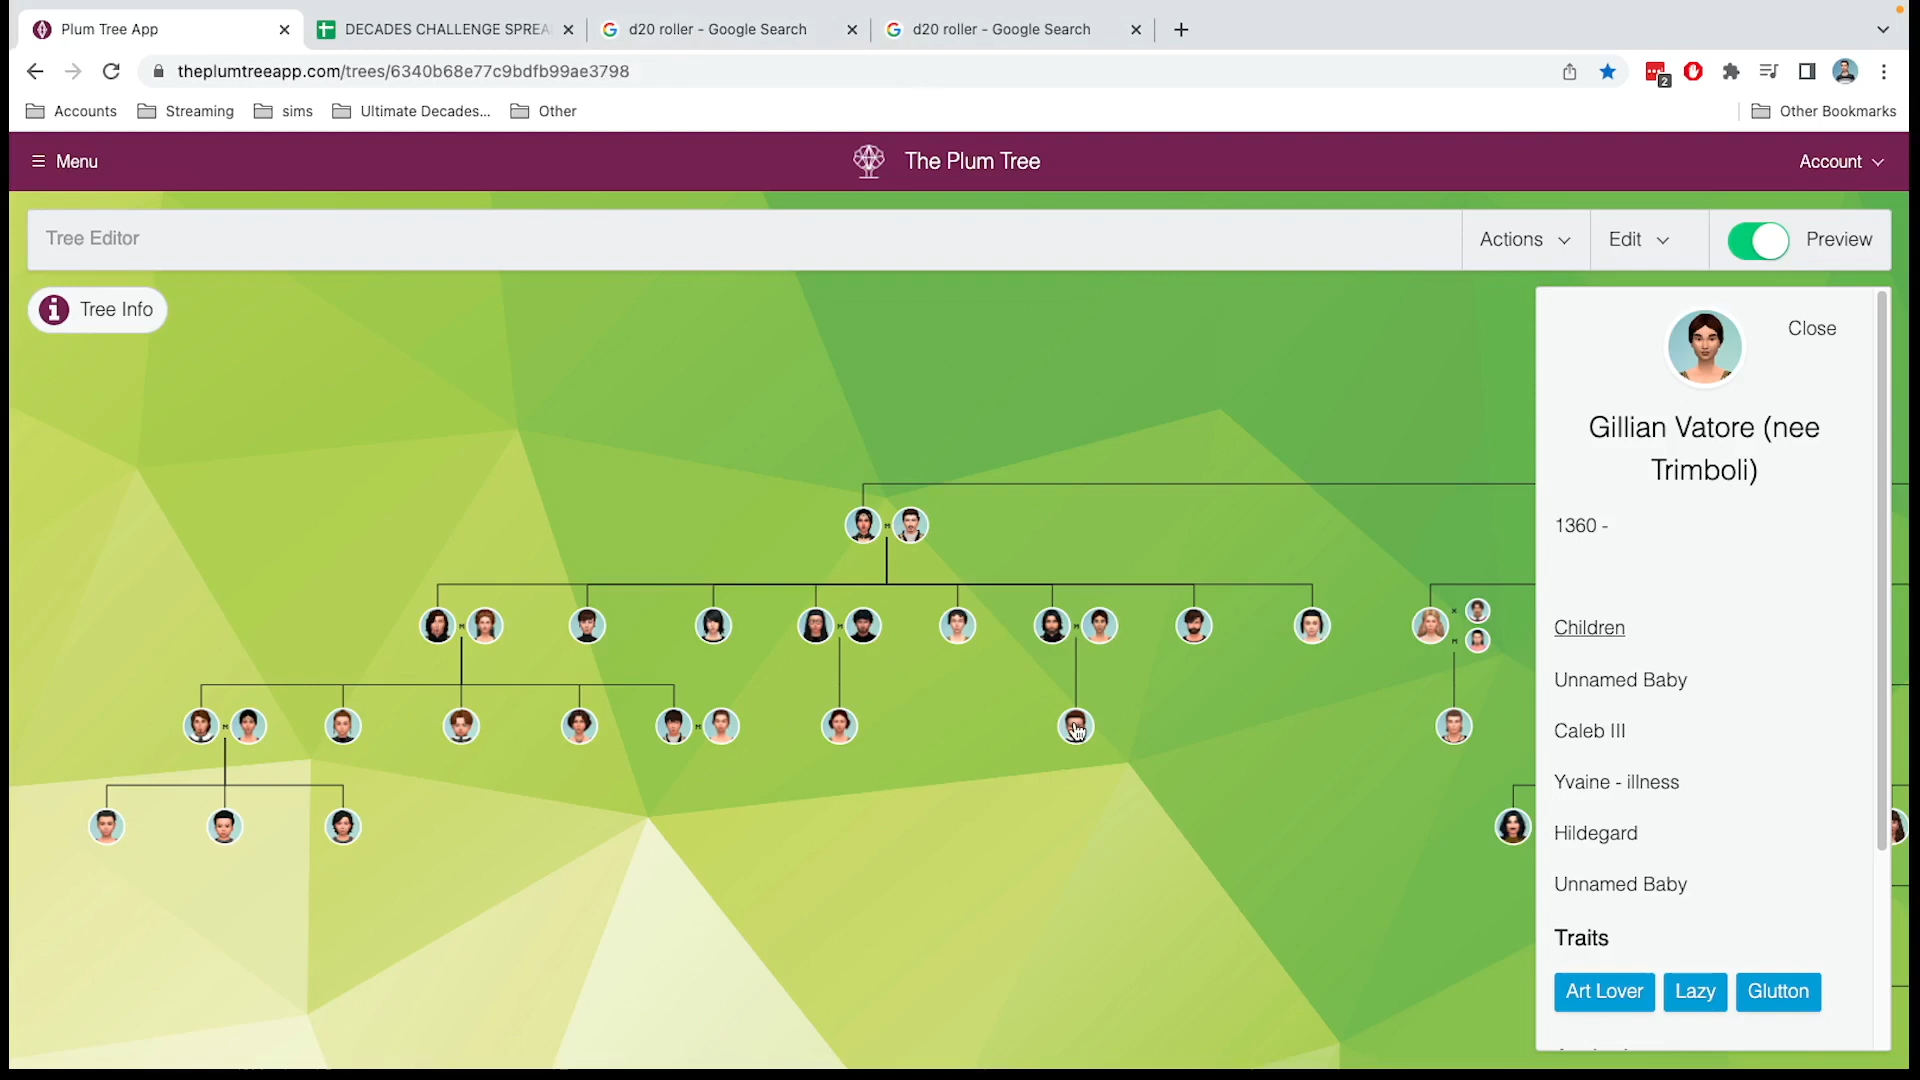 Plum Tree App
DECADES CHALLENGE SPREA
d20 roller - Google Search
d20 roller - Google Search
theplumtreeapp.com/trees/6340b68e77c9bdfb99ae3798
2
Accounts
Streaming
sims
Ultimate Decades...
Other
Other Bookmarks
Menu
The Plum Tree
Account
Tree Editor
Actions
Edit
Preview
Tree Info
Close
Gillian Vatore (nee
Trimboli)
1360 -
Children
Unnamed Baby
Caleb III
Yvaine - illness
Hildegard
Unnamed Baby
Traits
Art Lover
Lazy
Glutton